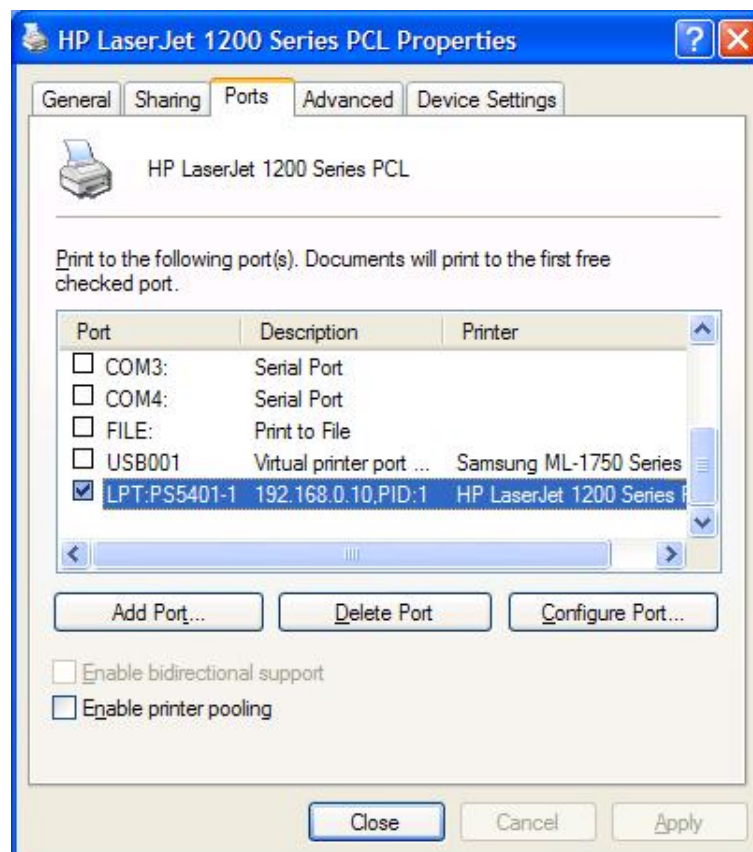 HP LaserJet 1200 Series PCL Properties
General Sharing Ports Advanced Device Settings
HP LaserJet 1200 Series PCL
Print to the following port(s). Documents will print to the first free
checked port.
Port Description Printer
COM3: Serial Port
COM4: Serial Port
FILE: Print to File
USB001 Virtual printer port ... Samsung ML-1750 Series
LPT:PS5401-1 192.168.0.10,PID:1 HP LaserJet 1200 Series
Add Port... Delete Port Configure Port...
Enable bidirectional support
Enable printer pooling
Close Cancel Apply